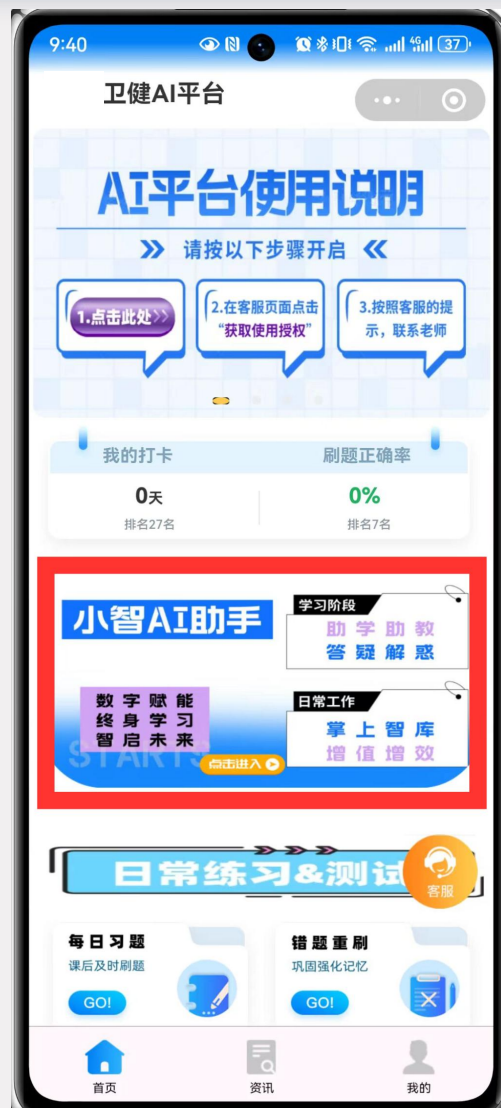 9:40
4G
37
卫健AI平台
AI平台使用说明
请按以下步骤开启
1.点击此处>>
2.在客服页面点击
“获取使用授权”
3.按照客服的提
示，联系老师
我的打卡
刷题正确率
0天
0%
排名27名
排名7名
小智AI助手
学习阶段
助学助教
答疑解惑
数字赋能
终身学习
智启未来
STARTS
点击进入
日常工作
掌上智库
增值增效
日常练习&测试
客服
每日习题
课后及时刷题
GO!
错题重刷
巩固强化记忆
GO!
首页
资讯
我的